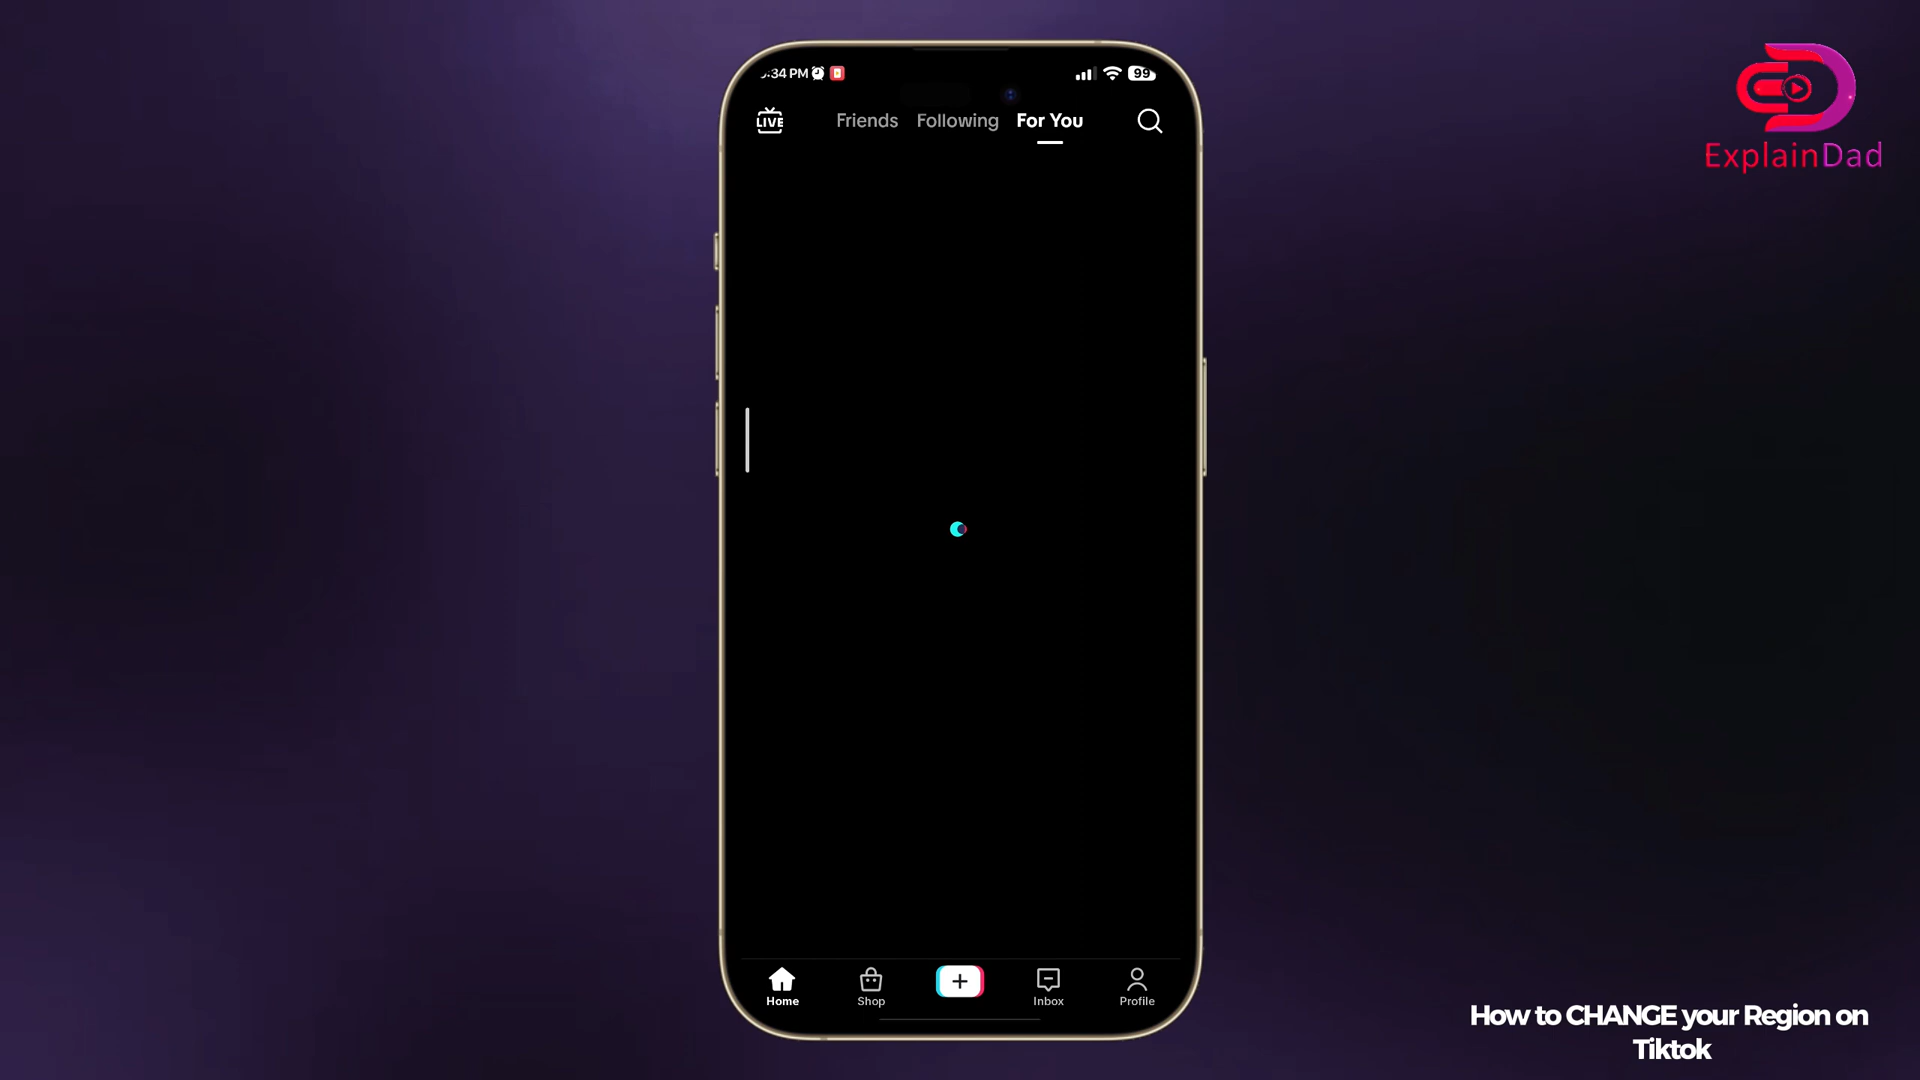 :34 PM
99
LIVE
Friends
Following
For You
ExplainDad
Home
Shop
Inbox
Profile
How to CHANGE your Region on
Tiktok